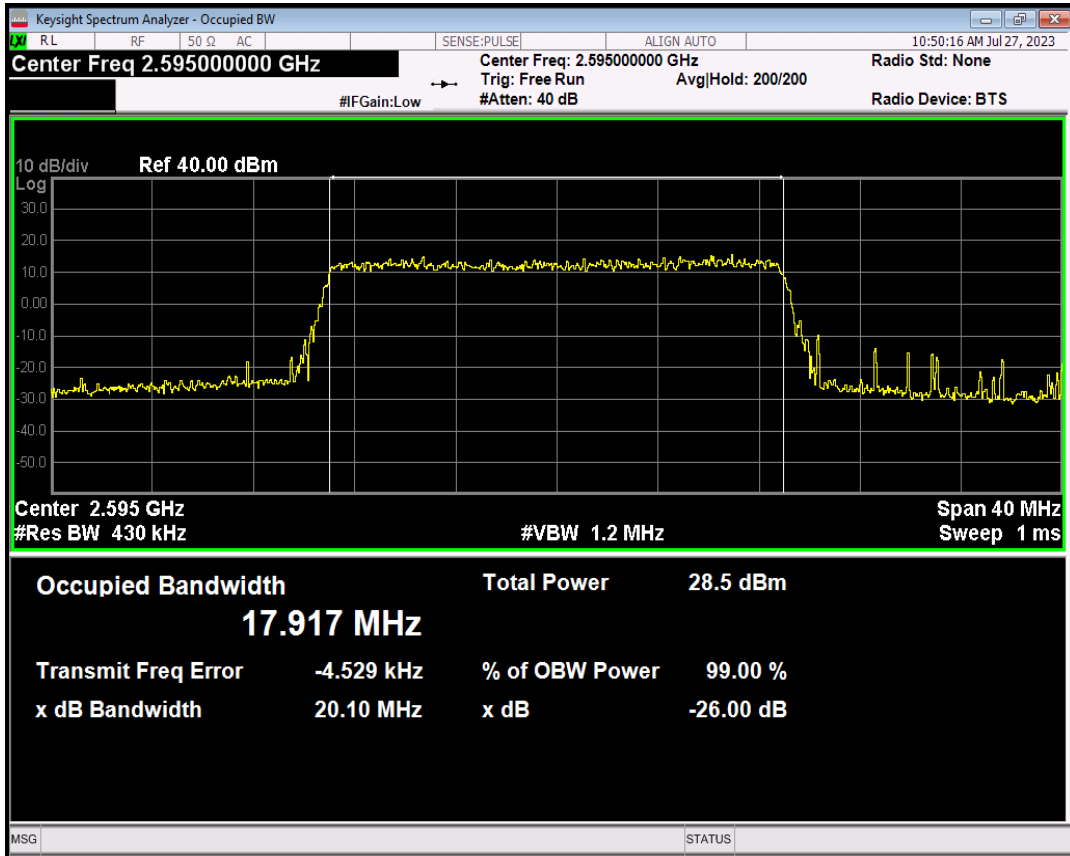 Keysight Spectrum Analyzer - Occupied BW
LXI RL RF 50 Ω AC SENSE:PULSE ALIGN AUTO 10:50:16 AM Jul 27, 2023
Center Freq 2.595000000 GHz Center Freq: 2.595000000 GHz Radio Std: None
Trig: Free Run Avg|Hold: 200/200
#IFGain:Low #Atten: 40 dB Radio Device: BTS
10 dB/div Ref 40.00 dBm
Log
30.0
20.0
10.0
0.00
-10.0
-20.0
-30.0
-40.0
-50.0
Center 2.595 GHz Span 40 MHz
#Res BW 430 kHz #VBW 1.2 MHz Sweep 1 ms
Occupied Bandwidth Total Power 28.5 dBm
17.917 MHz
Transmit Freq Error -4.529 kHz % of OBW Power 99.00 %
x dB Bandwidth 20.10 MHz x dB -26.00 dB
MSG STATUS